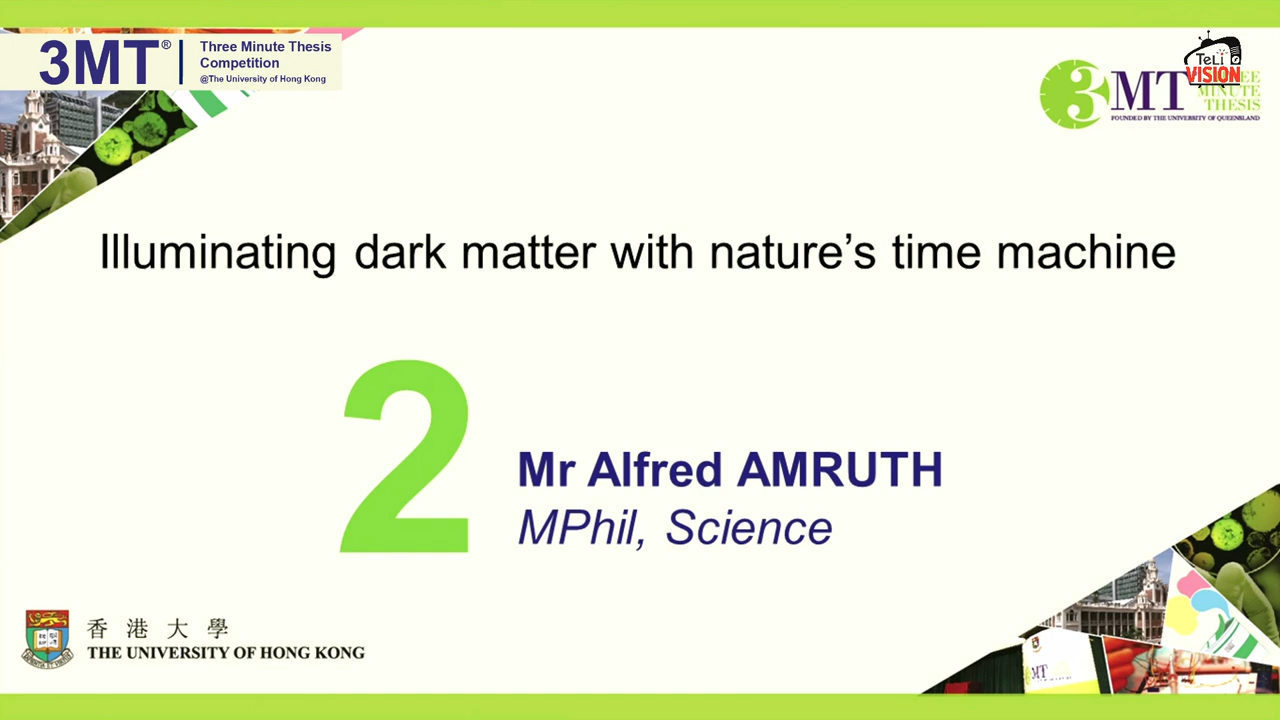 3MT®
Three Minute Thesis
Competition
@The University of Hong Kong
TeLi
VISION
3MT
MINUTE
THESIS
FOUNDED BY THE UNIVERSITY OF QUEENSLAND
Illuminating dark matter with nature’s time machine
2
Mr Alfred AMRUTH
MPhil, Science
香港大學
THE UNIVERSITY OF HONG KONG
MT